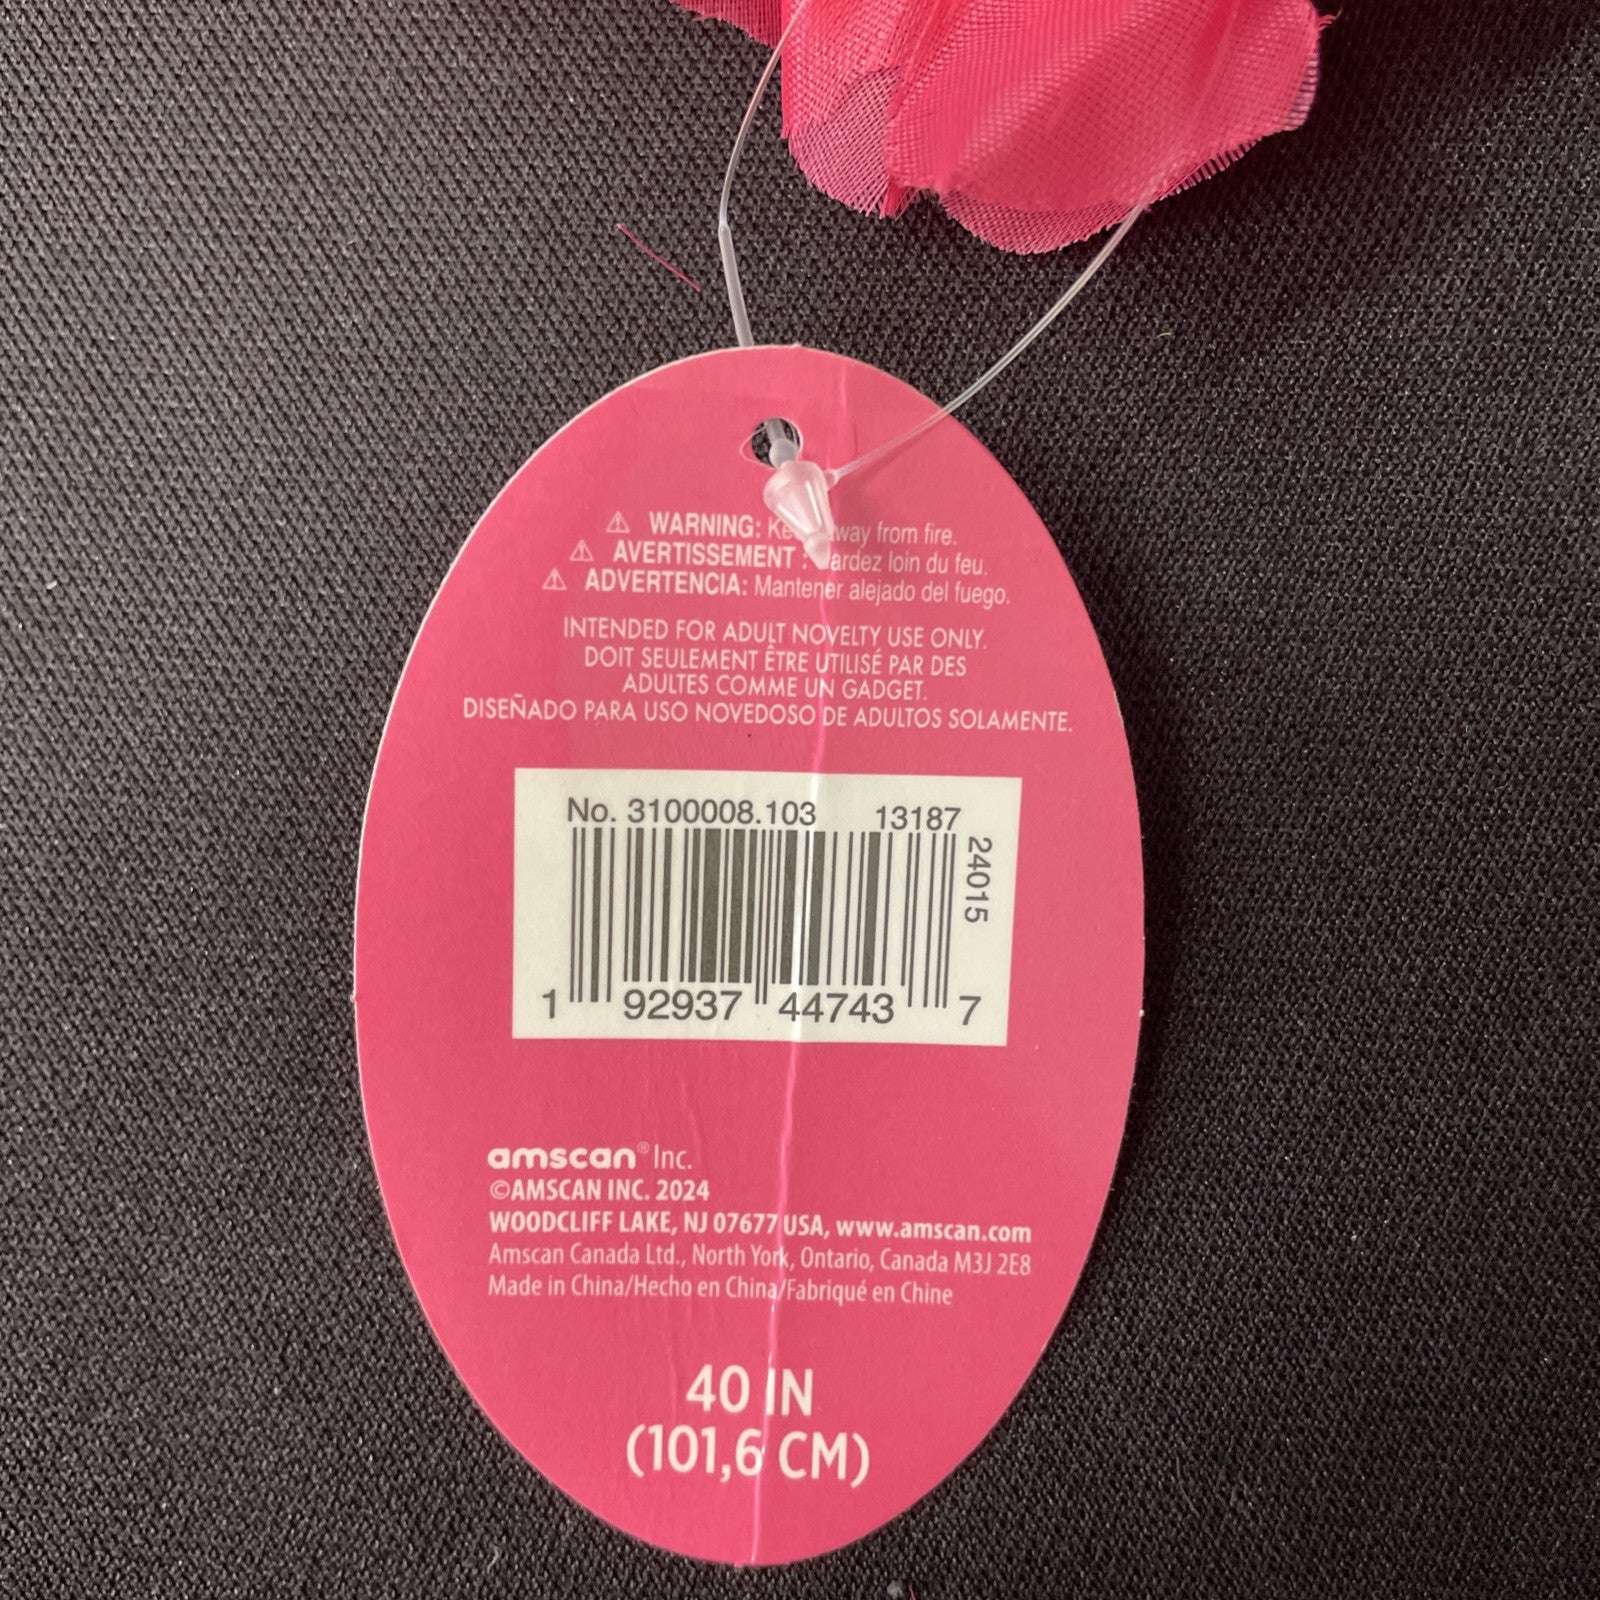 ⚠ WARNING: away from fire.
⚠ AVERTISSEMENT : Gardez loin du feu.
⚠ ADVERTENCIA: Mantener alejado del fuego.
INTENDED FOR ADULT NOVELTY USE ONLY.
DOIT SEULEMENT ÊTRE UTILISÉ PAR DES
ADULTES COMME UN GADGET.
DISEÑADO PARA USO NOVEDOSO DE ADULTOS SOLAMENTE.
No. 3100008.103 13187
24015
1 92937 44743 7
amscan® Inc.
©AMSCAN INC. 2024
WOODCLIFF LAKE, NJ 07677 USA, www.amscan.com
Amscan Canada Ltd., North York, Ontario, Canada M3J 2E8
Made in China/Hecho en China/Fabriqué en Chine
40 IN
(101,6 CM)